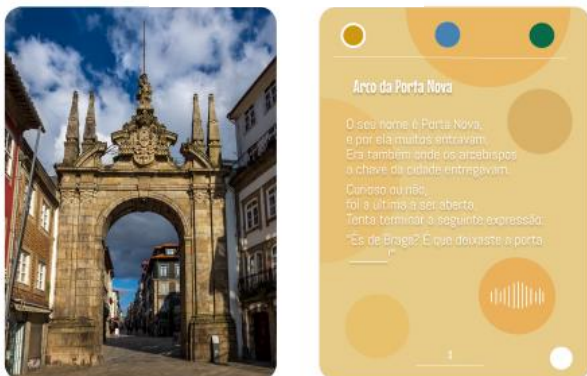 Arco da Porta Nova
O seu nome é Porta Nova,
e por ela muitos entravam,
Era também onde os arcebispos
a chave da cidade entregavam.
Curioso ou não,
foi a última a ser aberta,
Tenta terminar a seguinte expressão:
"És de Braga? É que deixaste a porta
______!"